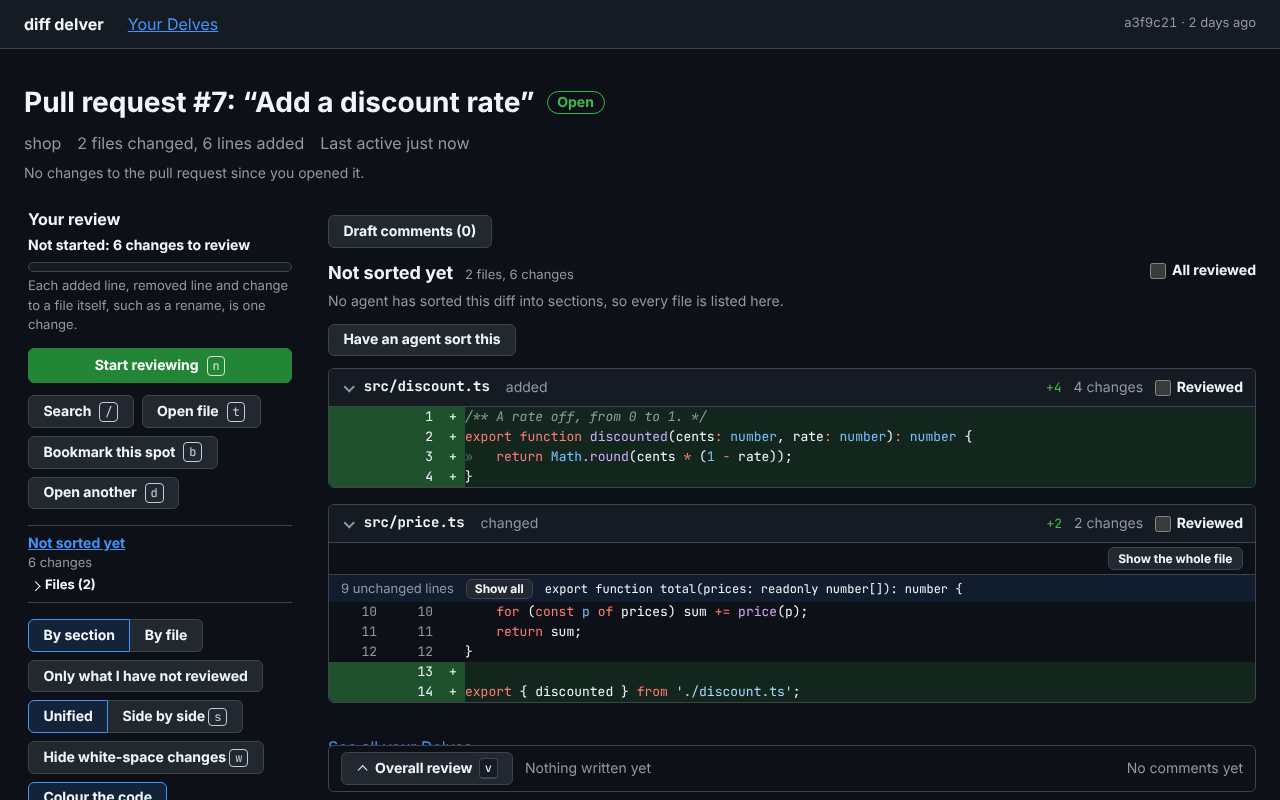 diff delver Your Delves a3f9c21 · 2 days ago
Pull request #7: “Add a discount rate” Open
shop 2 files changed, 6 lines added Last active just now
No changes to the pull request since you opened it.
Your review
Not started: 6 changes to review
Each added line, removed line and change
to a file itself, such as a rename, is one
change.
Start reviewing n
Search / Open file t
Bookmark this spot b
Open another d
Not sorted yet
6 changes
Files (2)
By section By file
Only what I have not reviewed
Unified Side by side s
Hide white-space changes w
Colour the code
Draft comments (0)
Not sorted yet 2 files, 6 changes All reviewed
No agent has sorted this diff into sections, so every file is listed here.
Have an agent sort this
src/discount.ts added +4 4 changes Reviewed
1 + /** A rate off, from 0 to 1. */
2 + export function discounted(cents: number, rate: number): number {
3 + » return Math.round(cents * (1 - rate));
4 + }
src/price.ts changed +2 2 changes Reviewed
Show the whole file
9 unchanged lines Show all export function total(prices: readonly number[]): number {
10 10 for (const p of prices) sum += price(p);
11 11 return sum;
12 12 }
13 +
14 + export { discounted } from './discount.ts';
See all your Delves
Overall review v Nothing written yet No comments yet